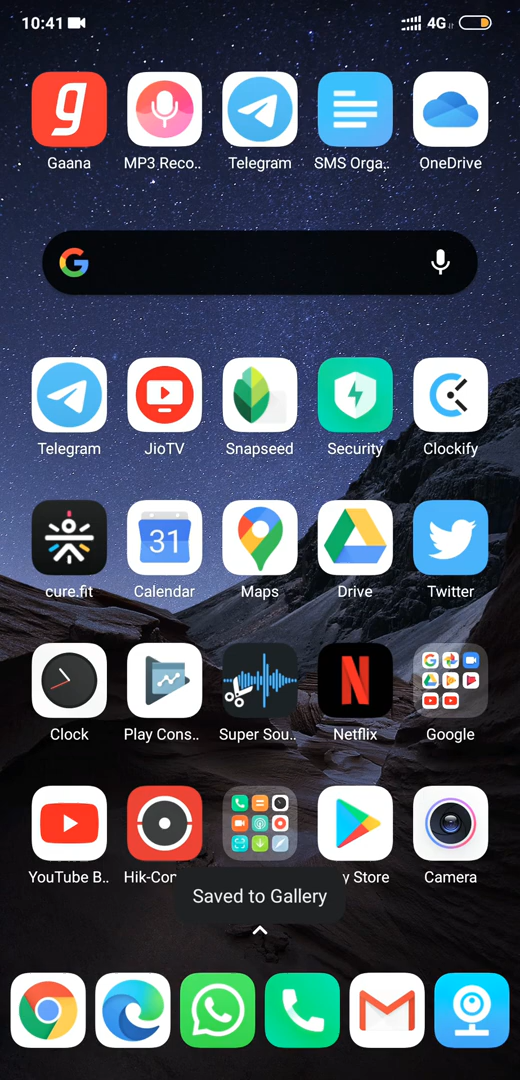 10:41 4G
Gaana MP3 Reco.. Telegram SMS Orga.. OneDrive
Telegram JioTV Snapseed Security Clockify
cure.fit Calendar Maps Drive Twitter
31
Clock Play Cons.. Super Sou.. Netflix Google
YouTube B.. Hik-Con y Store Camera
Saved to Gallery